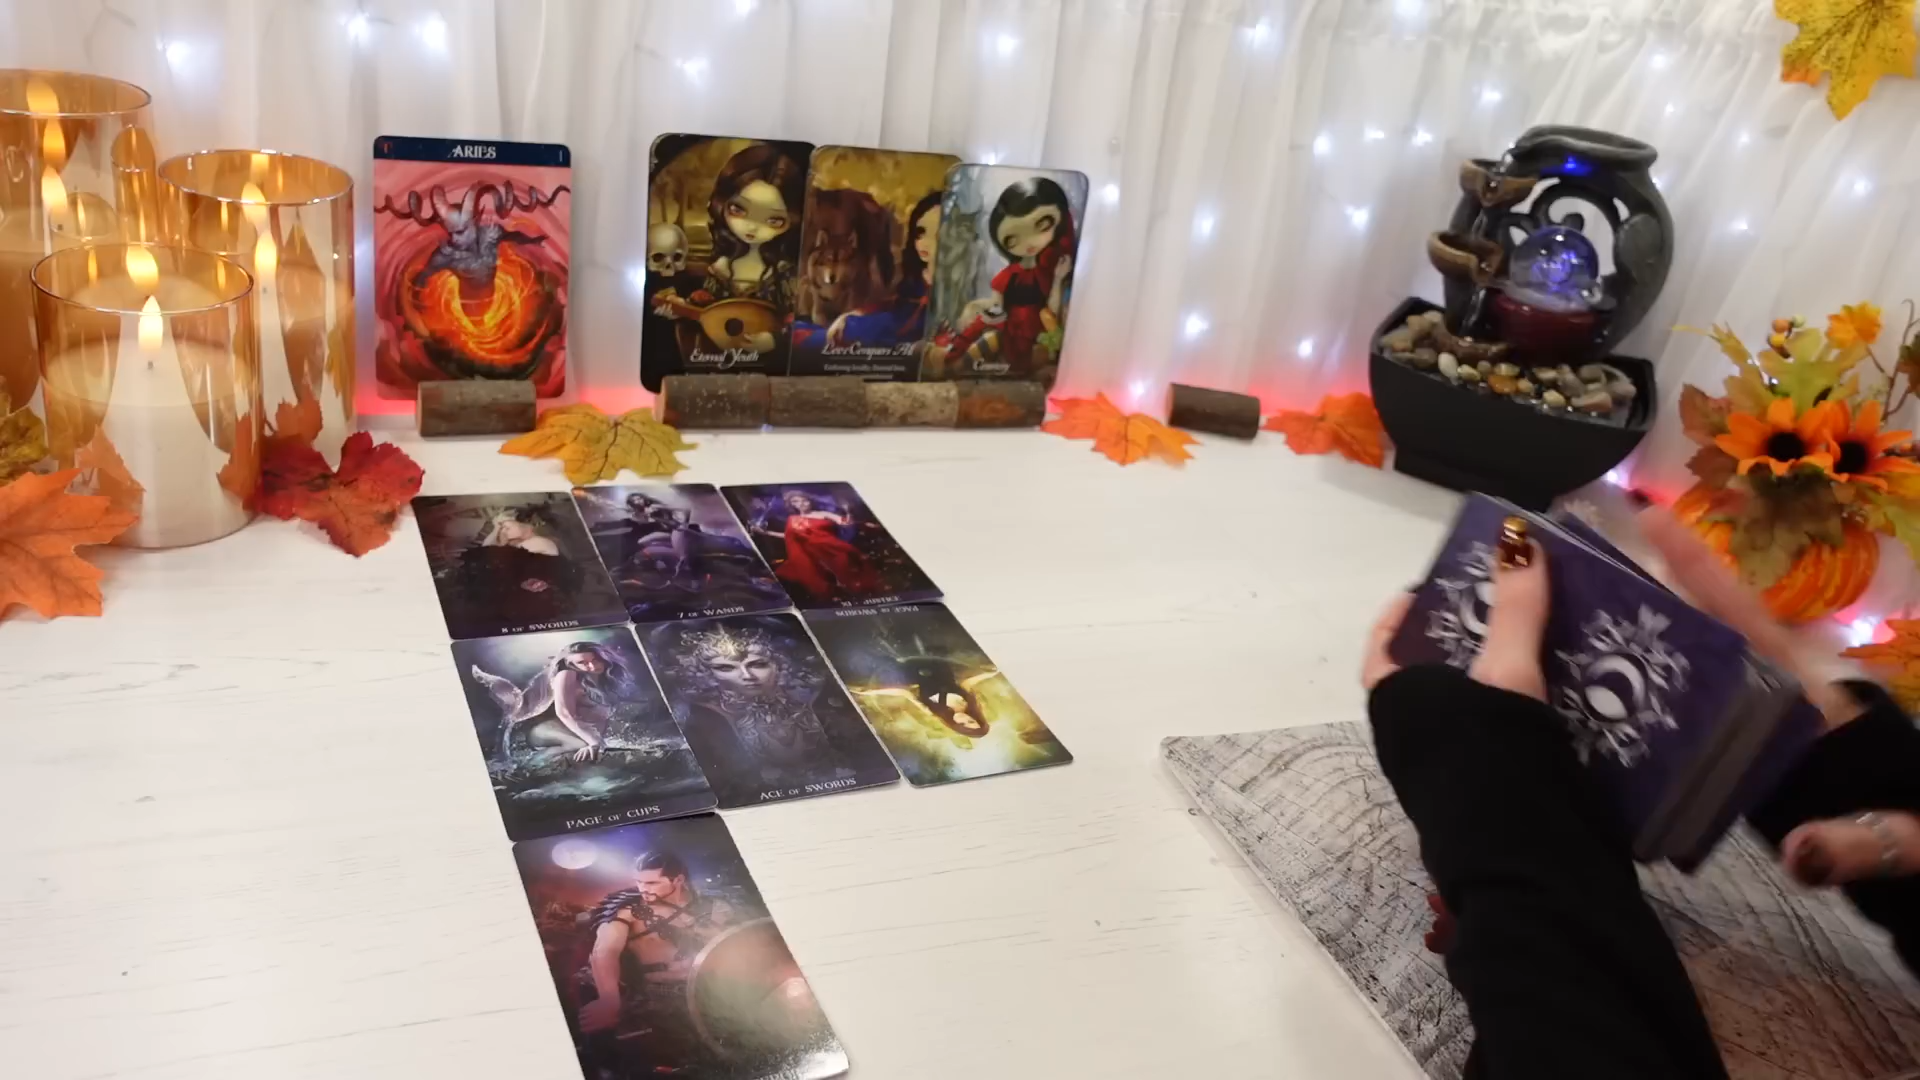 ARIES
Eternal Youth
Love Conquers All
8 OF SWORDS
7 OF WANDS
XI - JUSTICE
PAGE OF SWORDS
PAGE OF CUPS
ACE OF SWORDS